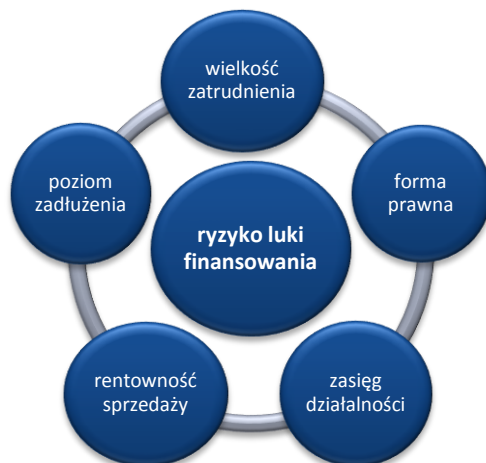 wielkość
zatrudnienia
poziom
zadłużenia
forma
prawna
ryzyko luki
finansowania
rentowność
sprzedaży
zasięg
działalności